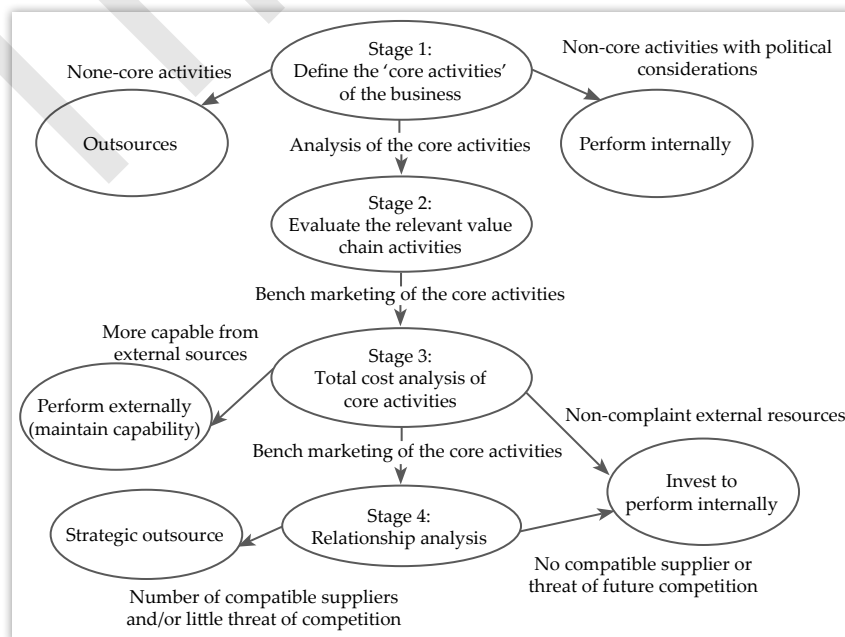 Stage 1:
Define the ‘core activities’
of the business
None-core activities
Non-core activities with political
considerations
Outsources
Perform internally
Analysis of the core activities
Stage 2:
Evaluate the relevant value
chain activities
Bench marketing of the core activities
More capable from
external sources
Stage 3:
Total cost analysis of
core activities
Perform externally
(maintain capability)
Non-complaint external resources
Bench marketing of the core activities
Invest to
perform internally
Strategic outsource
Stage 4:
Relationship analysis
No compatible supplier or
threat of future competition
Number of compatible suppliers
and/or little threat of competition